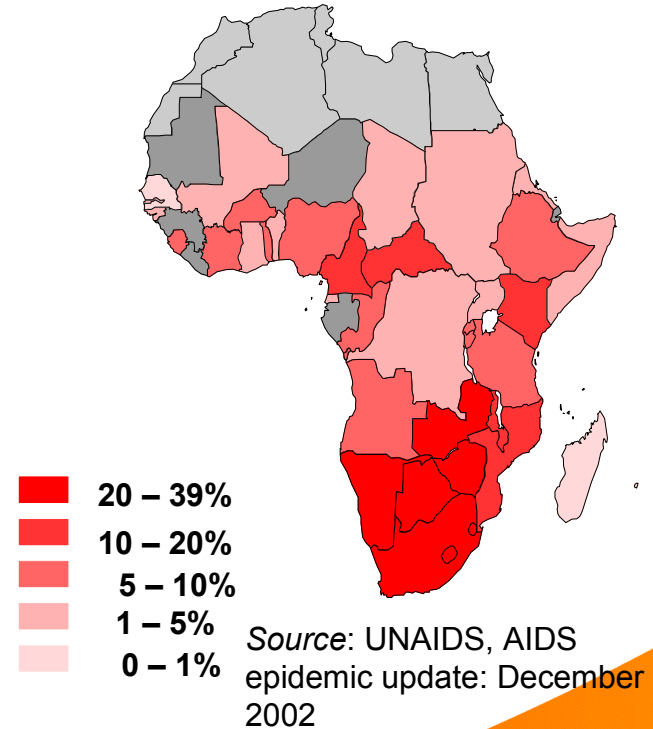 20 – 39%
10 – 20%
5 – 10%
1 – 5%
0 – 1%
Source: UNAIDS, AIDS
epidemic update: December
2002